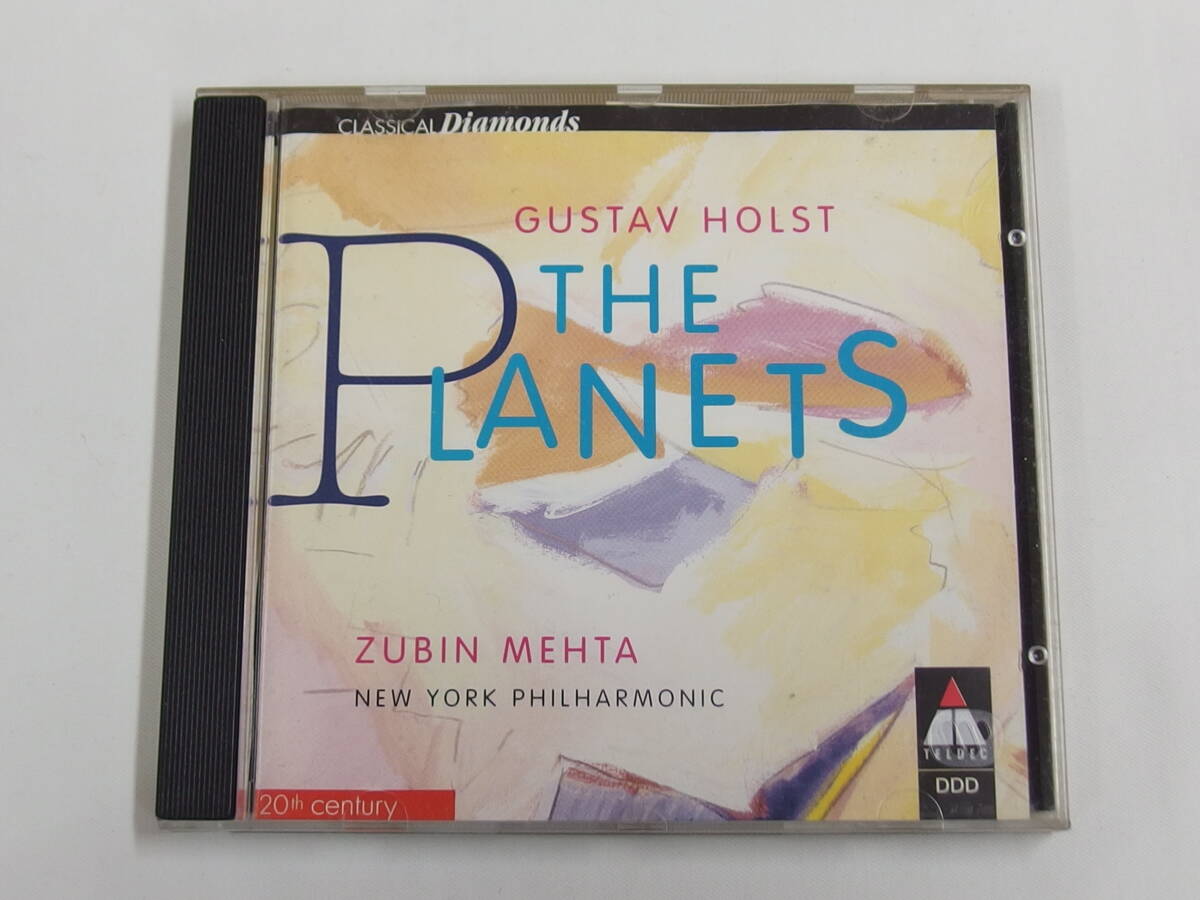 CLASSICAL Diamonds
GUSTAV HOLST
THE
PLANETS
ZUBIN MEHTA
NEW YORK PHILHARMONIC
TELDEC
DDD
20th century